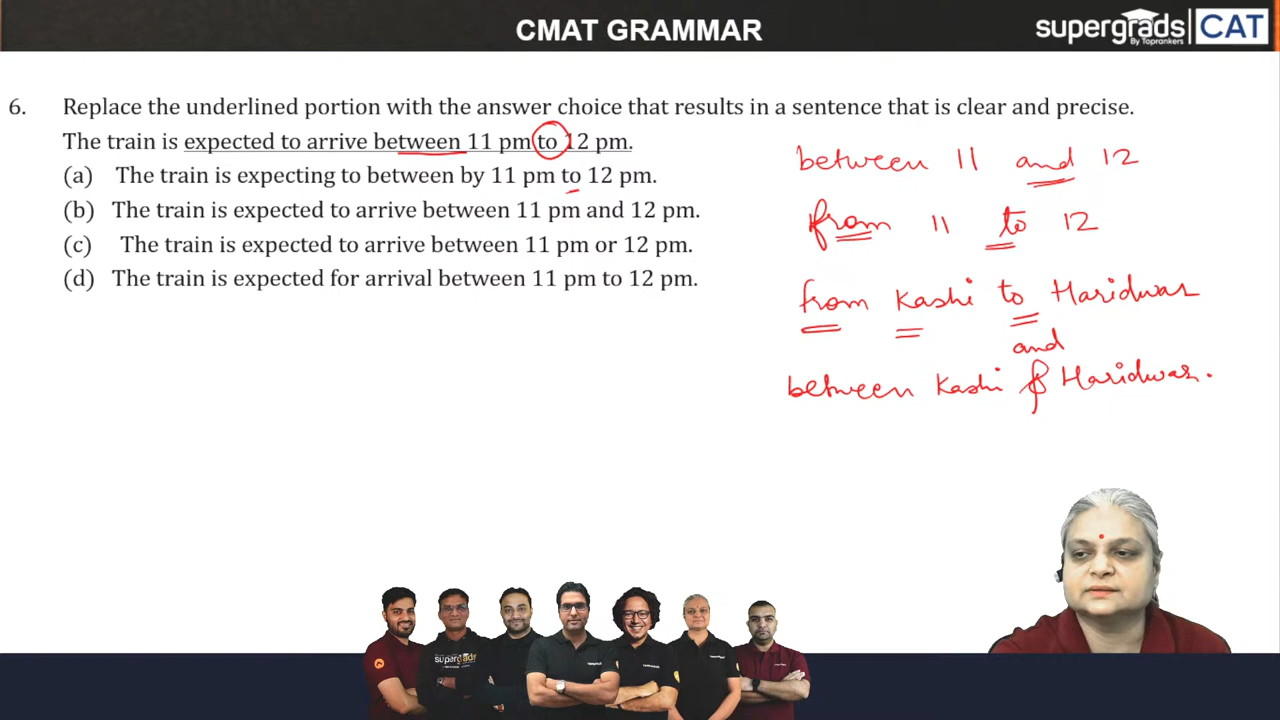 CMAT GRAMMAR
supergrads
By Toprankers
CAT
6. Replace the underlined portion with the answer choice that results in a sentence that is clear and precise.
The train is expected to arrive between 11 pm to 12 pm.
(a) The train is expecting to between by 11 pm to 12 pm.
(b) The train is expected to arrive between 11 pm and 12 pm.
(c) The train is expected to arrive between 11 pm or 12 pm.
(d) The train is expected for arrival between 11 pm to 12 pm.
between 11 and 12
from 11 to 12
from Kashi to Haridwar
and
between Kashi & Haridwar.
supergrads